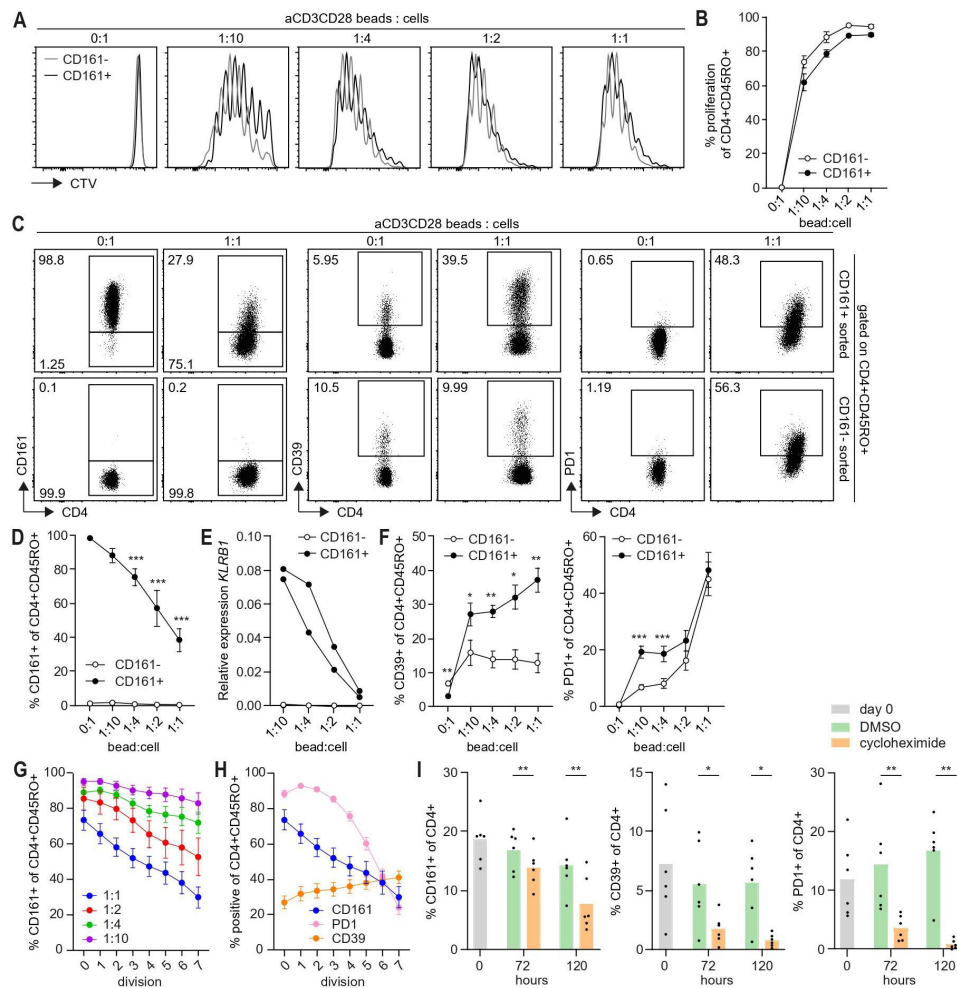 A
aCD3CD28 beads : cells
0:1
1:10
1:4
1:2
1:1
CD161-
CD161+
CTV
B
% proliferation
of CD4+CD45RO+
100
80
60
40
20
0
CD161-
CD161+
0:1
1:10
1:4
1:2
1:1
bead:cell
C
aCD3CD28 beads : cells
0:1
1:1
0:1
1:1
0:1
1:1
98.8
1.25
27.9
75.1
5.95
39.5
0.65
48.3
CD161+ sorted
0.1
99.9
0.2
99.8
10.5
9.99
1.19
56.3
CD161- sorted
gated on CD4+CD45RO+
CD161
CD4
CD39
CD4
PD1
CD4
D
% CD161+ of CD4+CD45RO+
100
80
60
40
20
0
***
***
***
CD161-
CD161+
0:1
1:10
1:4
1:2
1:1
bead:cell
E
Relative expression KLRB1
0.10
0.08
0.06
0.04
0.02
0.00
CD161-
CD161+
1:10
1:4
1:2
1:1
bead:cell
F
% CD39+ of CD4+CD45RO+
50
40
30
20
10
0
CD161-
CD161+
**
*
**
*
**
0:1
1:10
1:4
1:2
1:1
bead:cell
% PD1+ of CD4+CD45RO+
60
40
20
0
CD161-
CD161+
***
***
0:1
1:10
1:4
1:2
1:1
bead:cell
day 0
DMSO
cycloheximide
G
% CD161+ of CD4+CD45RO+
100
80
60
40
20
0
1:1
1:2
1:4
1:10
0
1
2
3
4
5
6
7
division
H
% positive of CD4+CD45RO+
100
80
60
40
20
0
CD161
PD1
CD39
0
1
2
3
4
5
6
7
division
I
% CD161+ of CD4+
30
20
10
0
**
**
0
72
120
hours
% CD39+ of CD4+
15
10
5
0
*
*
0
72
120
hours
% PD1+ of CD4+
30
20
10
0
**
**
0
72
120
hours